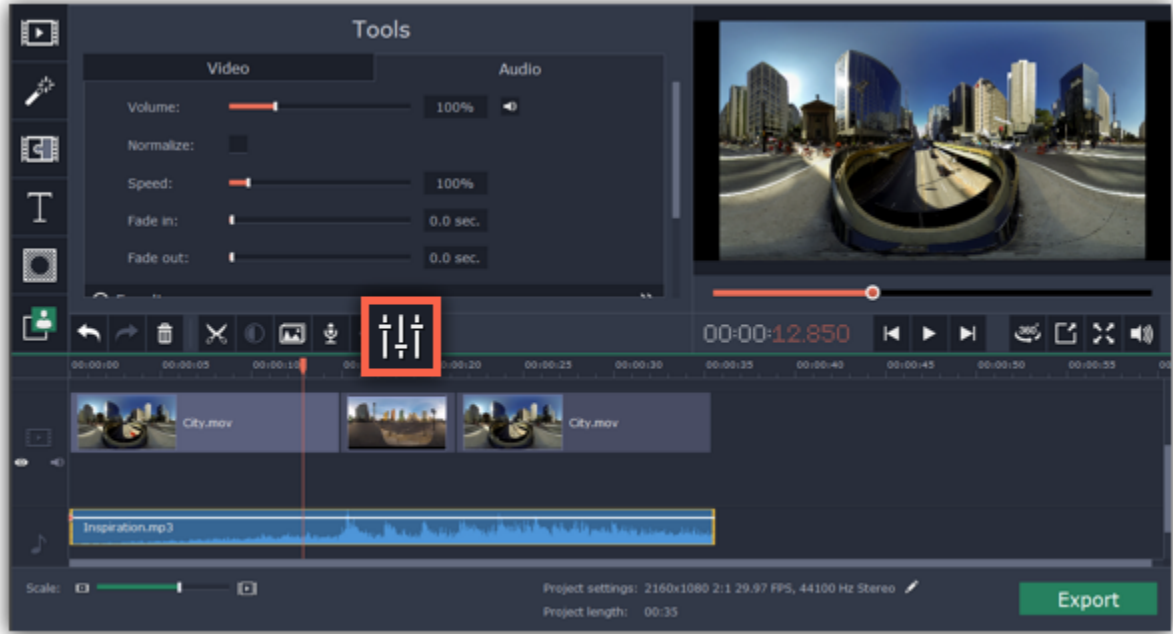 Tools
Video
Audio
Volume:
100%
Normalize:
Speed:
100%
Fade in:
0.0 sec.
Fade out:
0.0 sec.
T
00:00:12.850
360°
00:00:00
00:00:05
00:00:10
00:00:20
00:00:25
00:00:30
00:00:35
00:00:40
00:00:45
00:00:50
00:00:55
City.mov
City.mov
Inspiration.mp3
Scale:
Project settings: 2160x1080 2:1 29.97 FPS, 44100 Hz Stereo
Project length: 00:35
Export